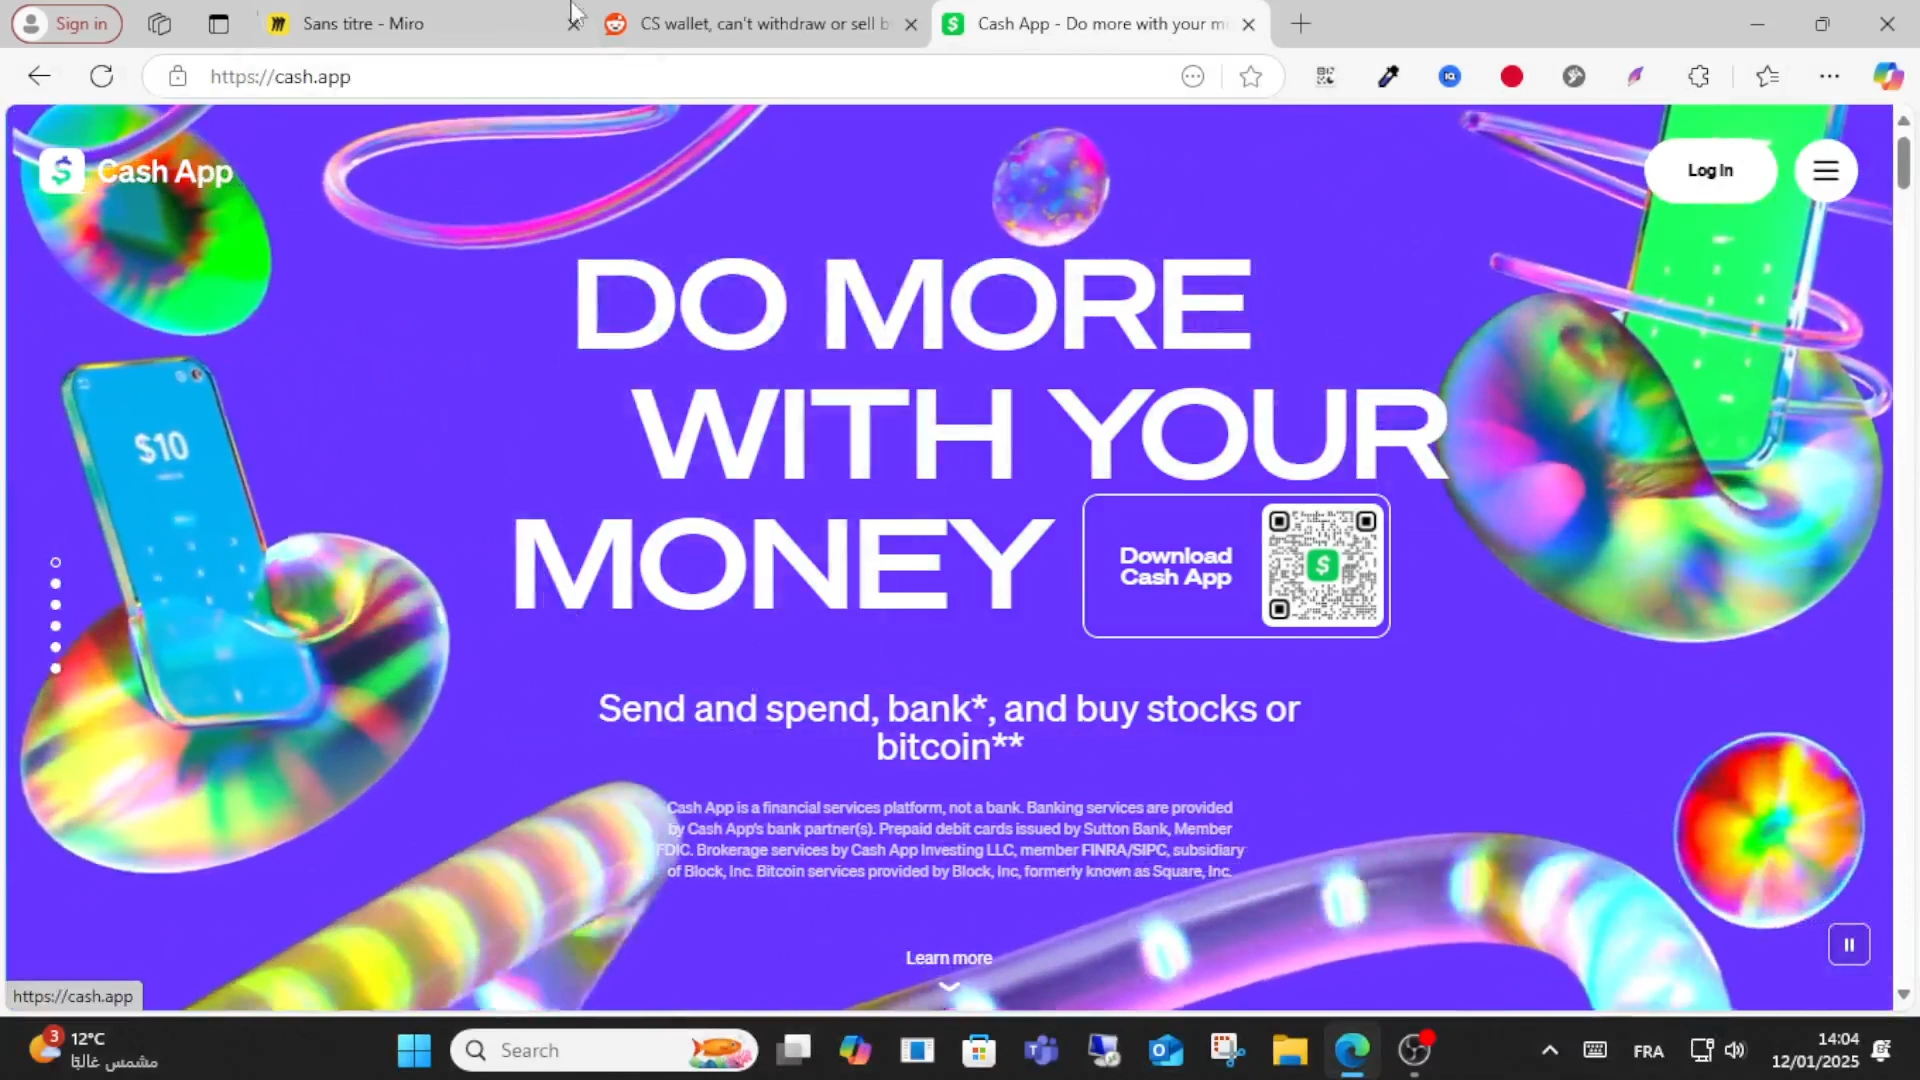 Sign in
Sans titre - Miro
CS wallet, can't withdraw or sell b
Cash App - Do more with your m
https://cash.app
Cash App
Log In
DO MORE
WITH YOUR
MONEY
$10
Download
Cash App
Send and spend, bank*, and buy stocks or
bitcoin**
Cash App is a financial services platform, not a bank. Banking services are provided
by Cash App's bank partner(s). Prepaid debit cards issued by Sutton Bank, Member
FDIC. Brokerage services by Cash App Investing LLC, member FINRA/SIPC, subsidiary
of Block, Inc. Bitcoin services provided by Block, Inc, formerly known as Square, Inc.
Learn more
https://cash.app
3
12°C
مشمس غالبًا
Search
FRA
14:04
12/01/2025